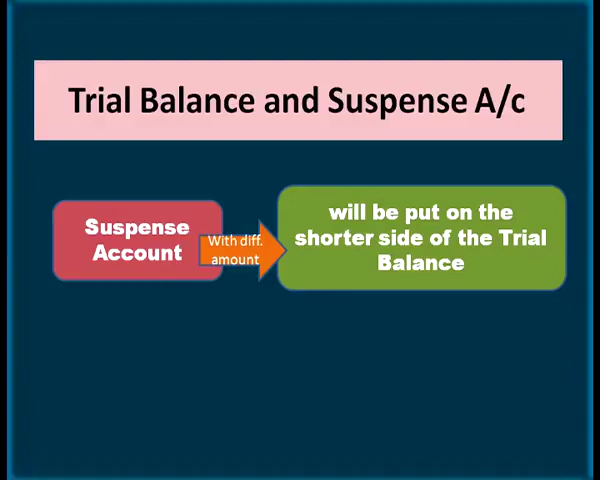 Trial Balance and Suspense A/c
Suspense
Account
With diff.
amount
will be put on the
shorter side of the Trial
Balance